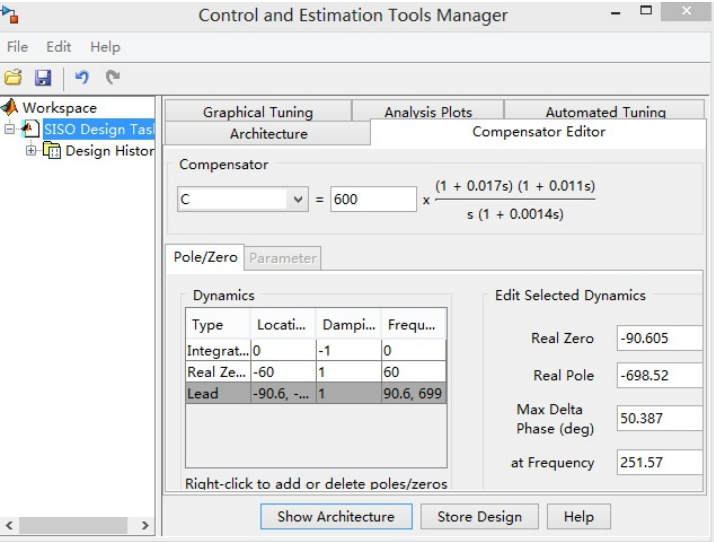 Control and Estimation Tools Manager
File Edit Help
Workspace
SISO Design Tasl
Design Histor
Graphical Tuning Analysis Plots Automated Tuning
Architecture Compensator Editor
Compensator
C = 600 x (1 + 0.017s) (1 + 0.011s)
s (1 + 0.0014s)
Pole/Zero Parameter
Dynamics
Type Locati... Dampi... Frequ...
Integrat... 0 -1 0
Real Ze... -60 1 60
Lead -90.6, -... 1 90.6, 699
Right-click to add or delete poles/zeros
Edit Selected Dynamics
Real Zero -90.605
Real Pole -698.52
Max Delta
Phase (deg) 50.387
at Frequency 251.57
Show Architecture Store Design Help